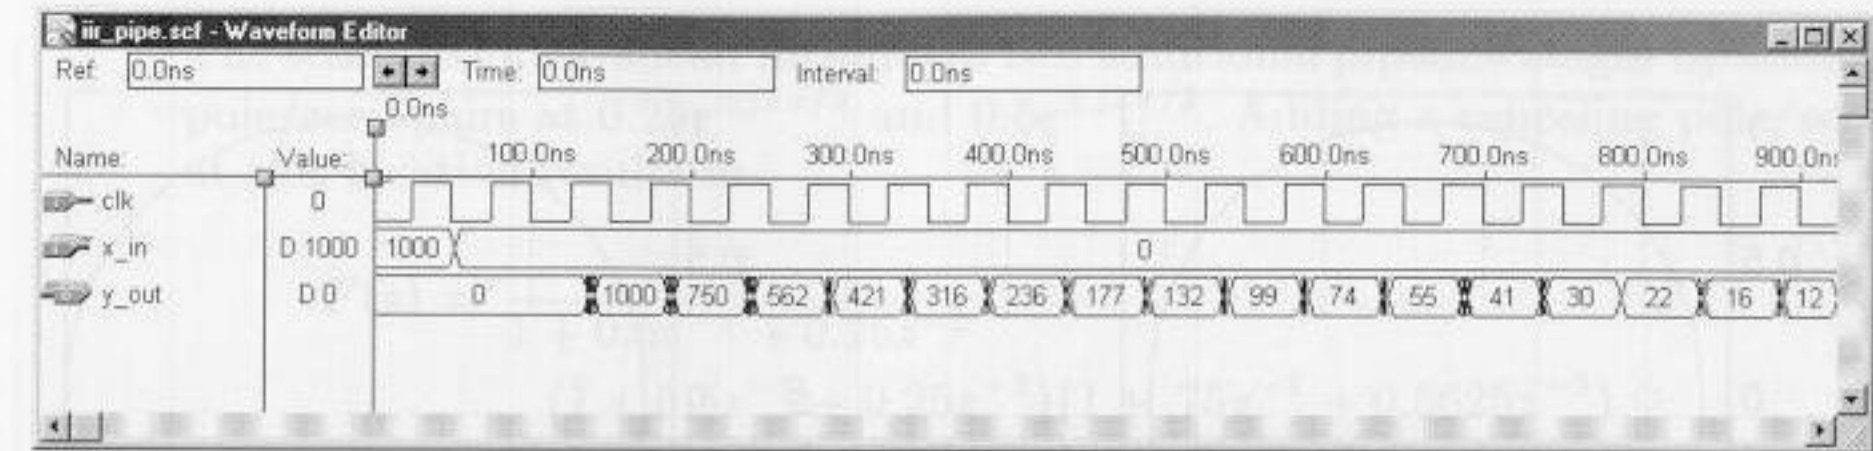 iir_pipe.scf - Waveform Editor
Ref: 0.0ns Time: 0.0ns Interval: 0.0ns
0.0ns
Name: Value: 100.0ns 200.0ns 300.0ns 400.0ns 500.0ns 600.0ns 700.0ns 800.0ns 900.0ns
clk 0
x_in D 1000 1000 0
y_out D 0 0 1000 750 562 421 316 236 177 132 99 74 55 41 30 22 16 12